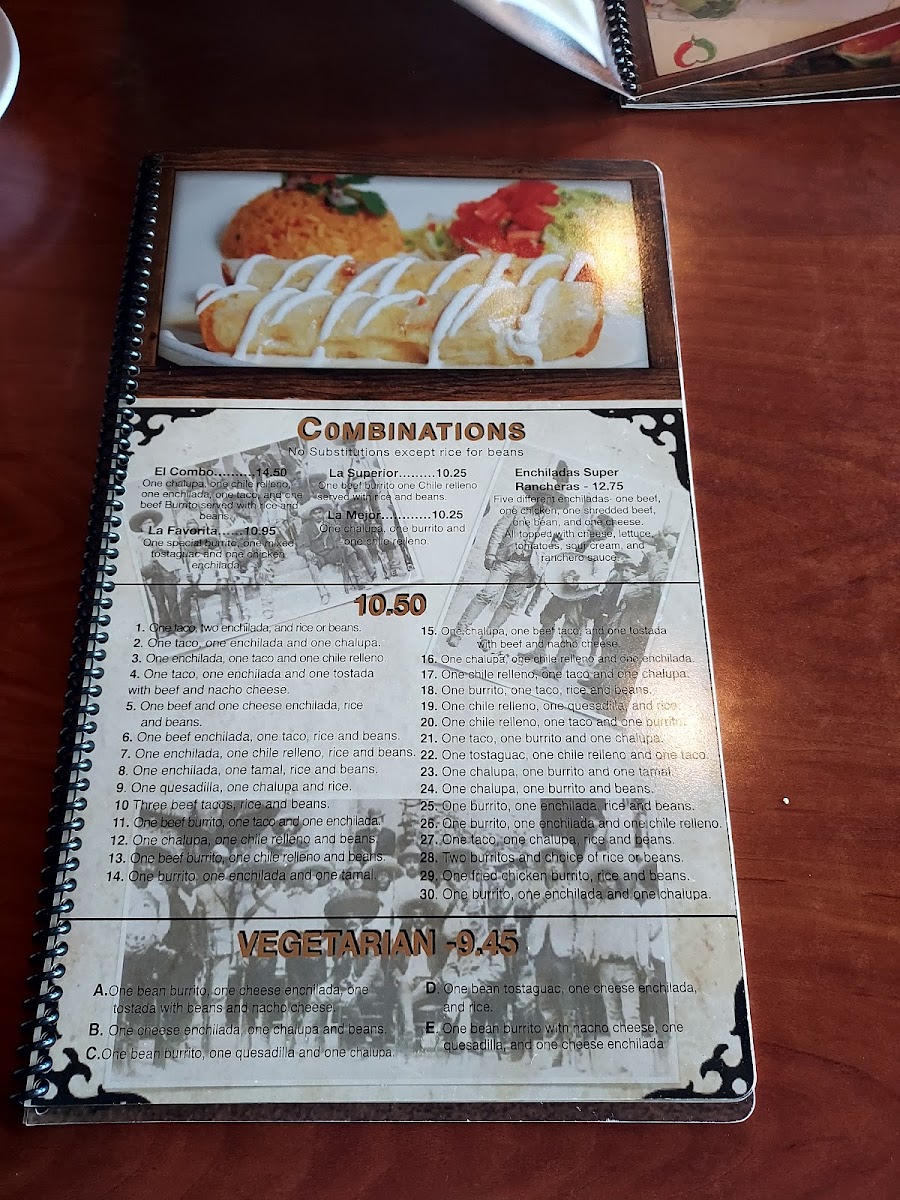 COMBINATIONS
No Substitutions except rice for beans
El Combo..........14.50
One chalupa, one chile relleno,
one enchilada, one taco, and one
beef Burrito served with rice and
beans.
La Favorita.......10.95
One special burrito, one mixed
tostaguac and one chicken
enchilada.
La Superior.........10.25
One beef burrito one Chile relleno
served with rice and beans.
La Mejor............10.25
One chalupa, one burrito and
one chile relleno.
Enchiladas Super
Rancheras - 12.75
Five different enchiladas- one beef,
one chicken, one shredded beef,
one bean, and one cheese.
All topped with cheese, lettuce,
tomatoes, sour cream, and
ranchero sauce.
10.50
1. One taco, two enchilada, and rice or beans.
2. One taco, one enchilada and one chalupa.
3. One enchilada, one taco and one chile relleno
4. One taco, one enchilada and one tostada
with beef and nacho cheese.
5. One beef and one cheese enchilada, rice
and beans.
6. One beef enchilada, one taco, rice and beans.
7. One enchilada, one chile relleno, rice and beans.
8. One enchilada, one tamal, rice and beans.
9. One quesadilla, one chalupa and rice.
10 Three beef tacos, rice and beans.
11. One beef burrito, one taco and one enchilada.
12. One chalupa, one chile relleno and beans.
13. One beef burrito, one chile relleno and beans.
14. One burrito, one enchilada and one tamal.
15. One chalupa, one beef taco, and one tostada
with beef and nacho cheese.
16. One chalupa, one chile relleno and one enchilada.
17. One chile relleno, one taco and one chalupa.
18. One burrito, one taco, rice and beans.
19. One chile relleno, one quesadilla, and rice.
20. One chile relleno, one taco and one burrito.
21. One taco, one burrito and one chalupa.
22. One tostaguac, one chile relleno and one taco.
23. One chalupa, one burrito and one tamal.
24. One chalupa, one burrito and beans.
25. One burrito, one enchilada, rice and beans.
26. One burrito, one enchilada and one chile relleno.
27. One taco, one chalupa, rice and beans.
28. Two burritos and choice of rice or beans.
29. One fried chicken burrito, rice and beans.
30. One burrito, one enchilada and one chalupa.
VEGETARIAN -9.45
A.One bean burrito, one cheese enchilada, one
tostada with beans and nacho cheese.
B. One cheese enchilada, one chalupa and beans.
C.One bean burrito, one quesadilla and one chalupa.
D. One bean tostaguac, one cheese enchilada,
and rice.
E. One bean burrito with nacho cheese, one
quesadilla, and one cheese enchilada